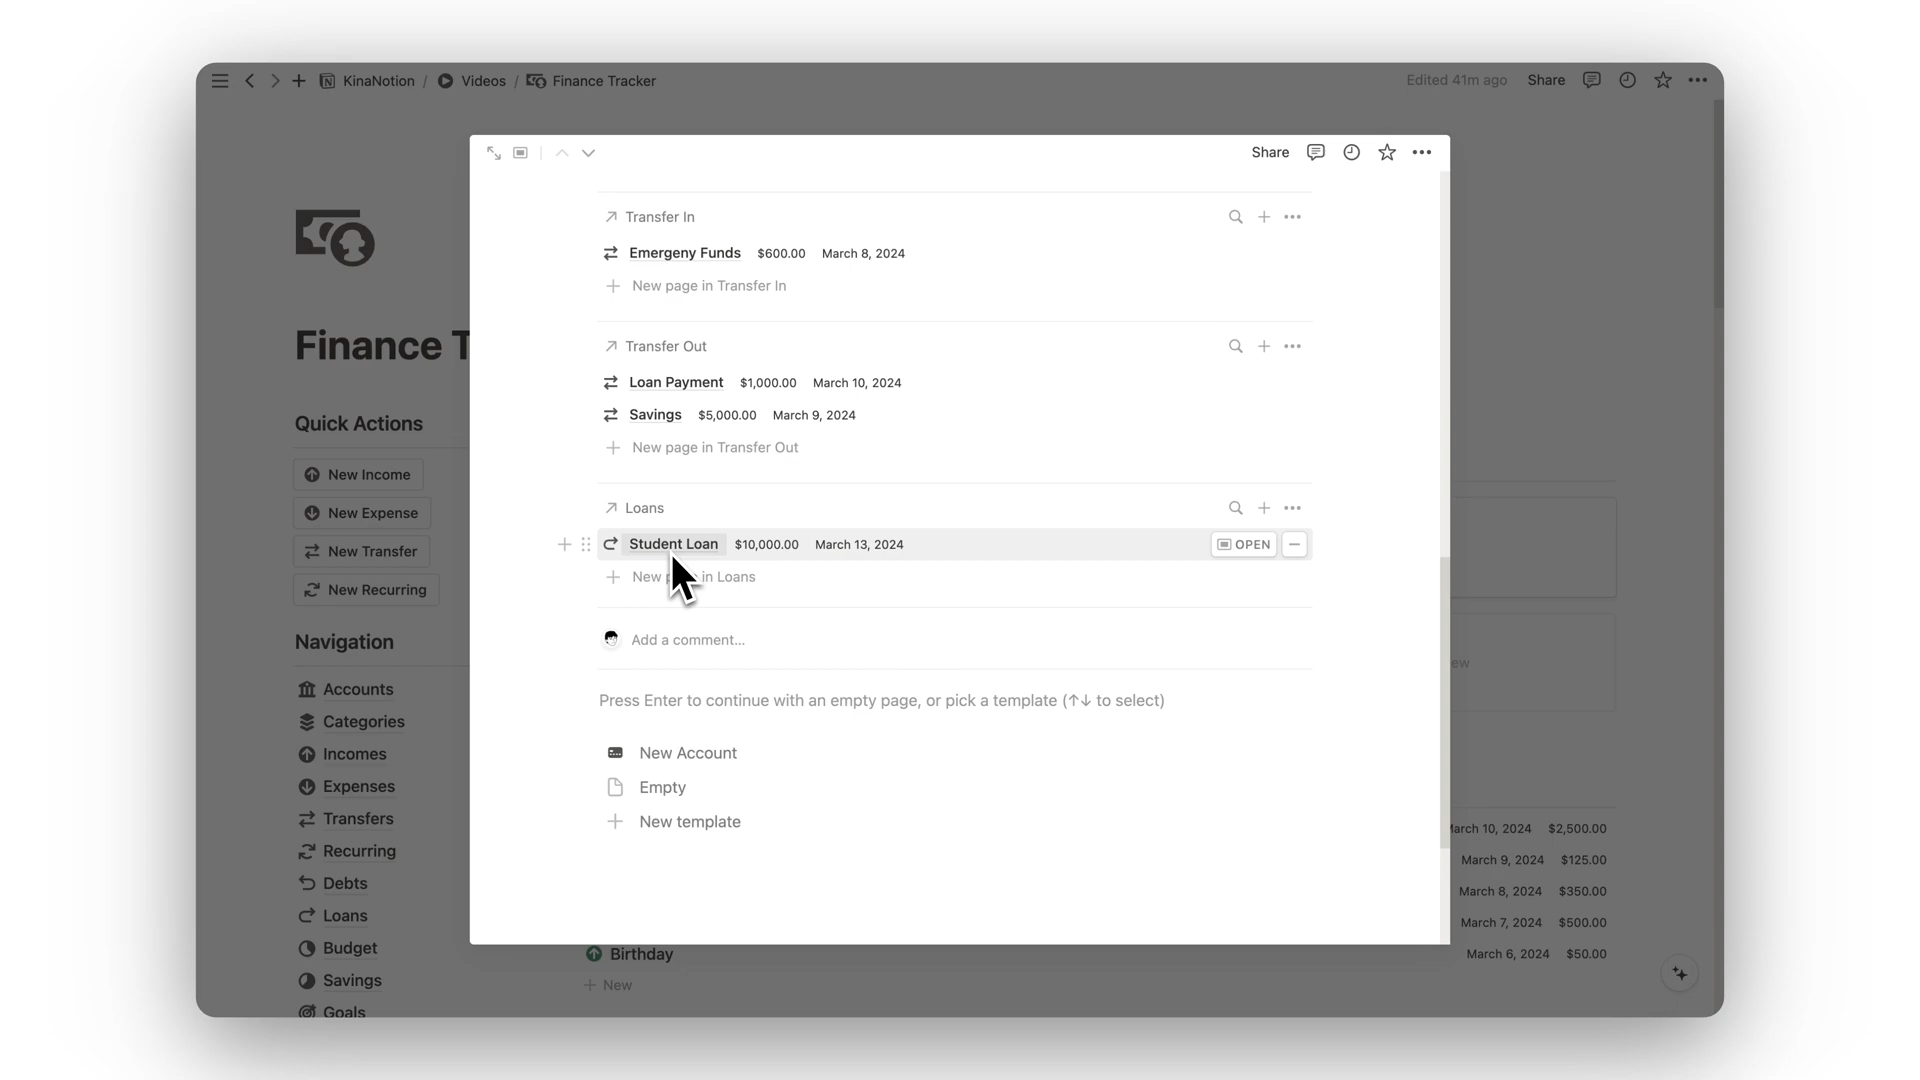 KinaNotion / Videos / Finance Tracker
Edited 41m ago Share
Share
Finance T
Quick Actions
New Income
New Expense
New Transfer
New Recurring
Navigation
Accounts
Categories
Incomes
Expenses
Transfers
Recurring
Debts
Loans
Budget
Savings
Goals
Transfer In
Emergeny Funds $600.00 March 8, 2024
New page in Transfer In
Transfer Out
Loan Payment $1,000.00 March 10, 2024
Savings $5,000.00 March 9, 2024
New page in Transfer Out
Loans
Student Loan $10,000.00 March 13, 2024 OPEN
New in Loans
Add a comment...
Press Enter to continue with an empty page, or pick a template (↑↓ to select)
New Account
Empty
New template
ew
March 10, 2024 $2,500.00
March 9, 2024 $125.00
March 8, 2024 $350.00
March 7, 2024 $500.00
Birthday March 6, 2024 $50.00
New